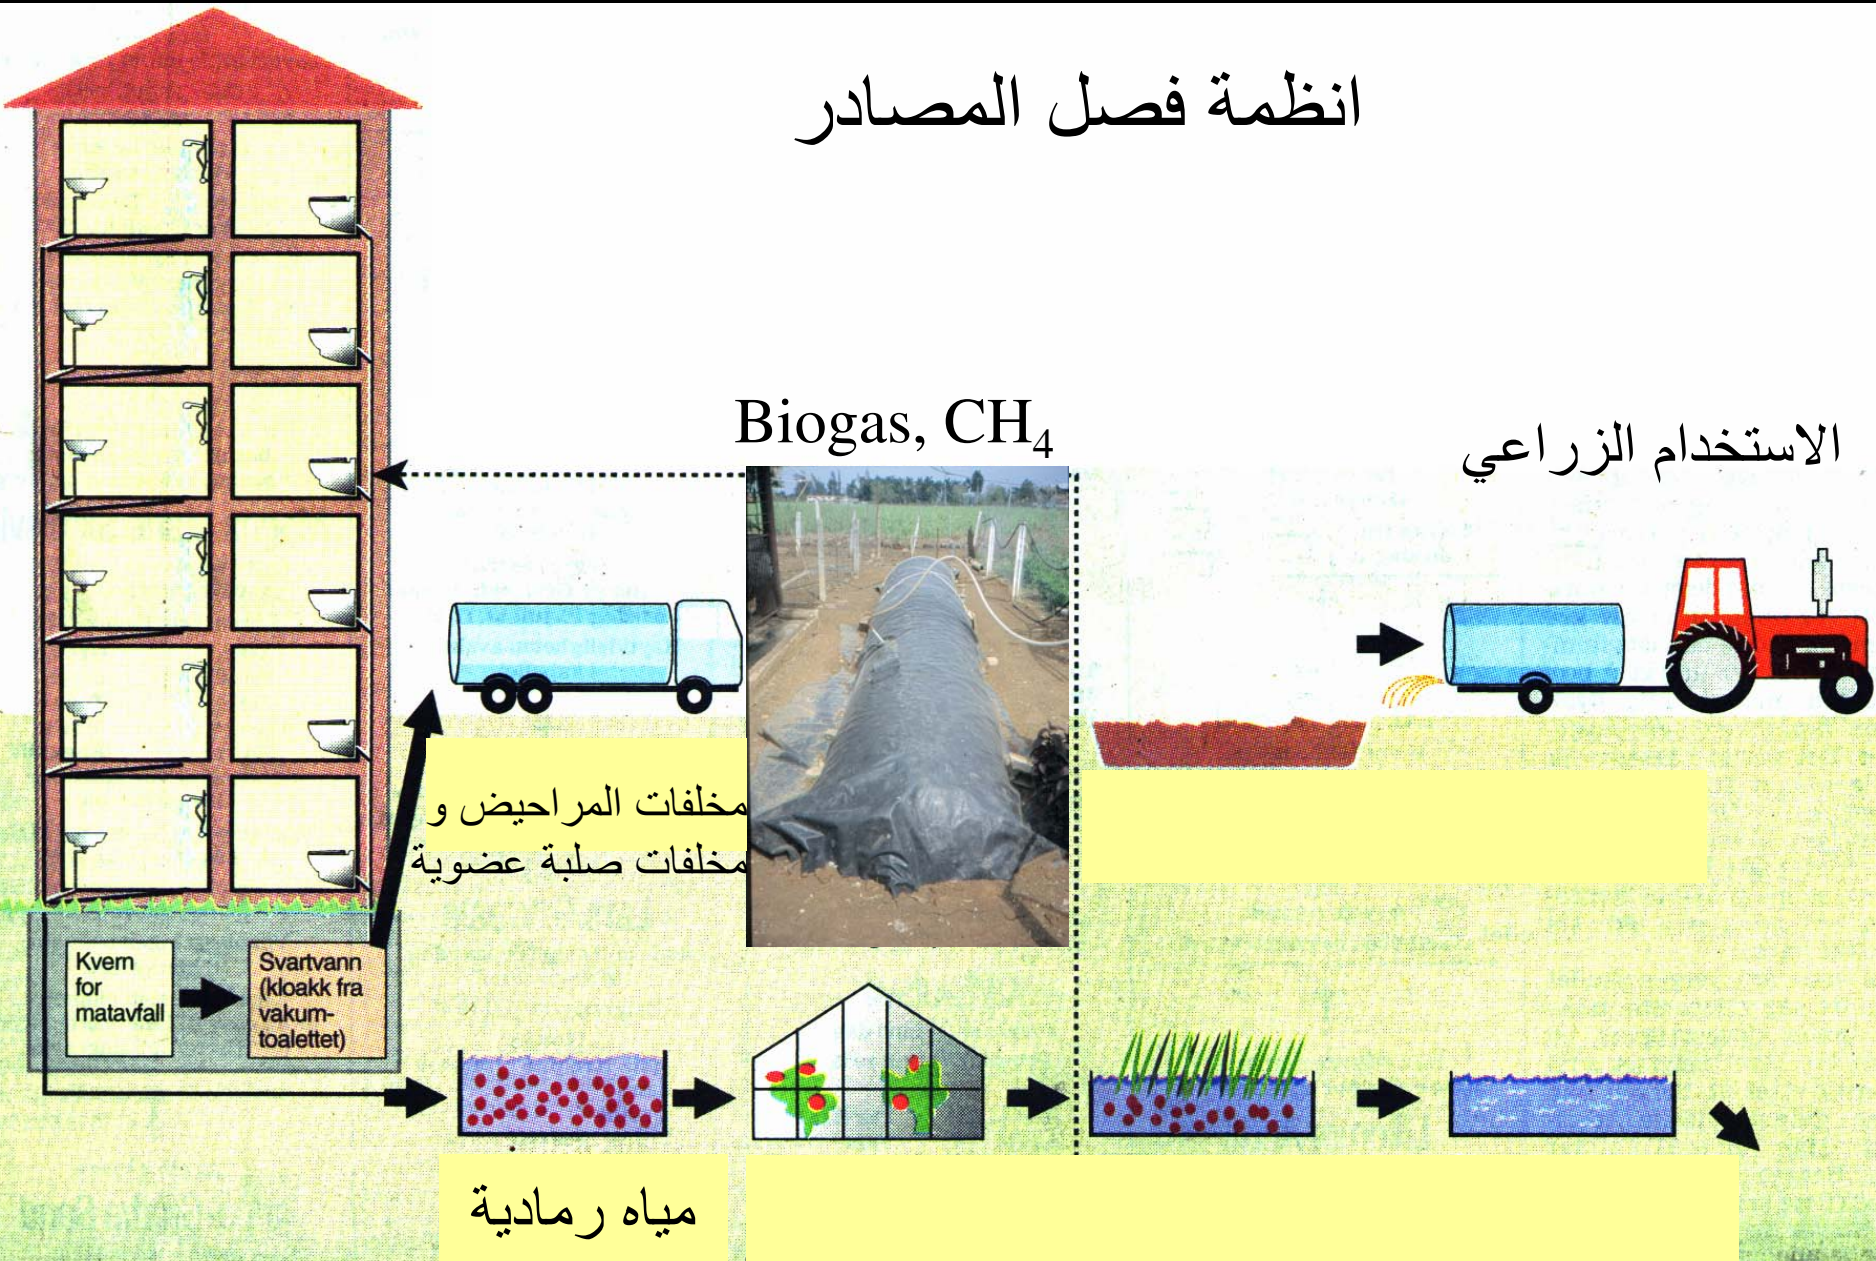 انظمة فصل المصادر
Biogas, CH4
الاستخدام الزراعي
مخلفات المراحيض و
مخلفات صلبة عضوية
Kvern
for
matavfall
Svartvann
(kloakk fra
vakum-
toalettet)
مياه رمادية